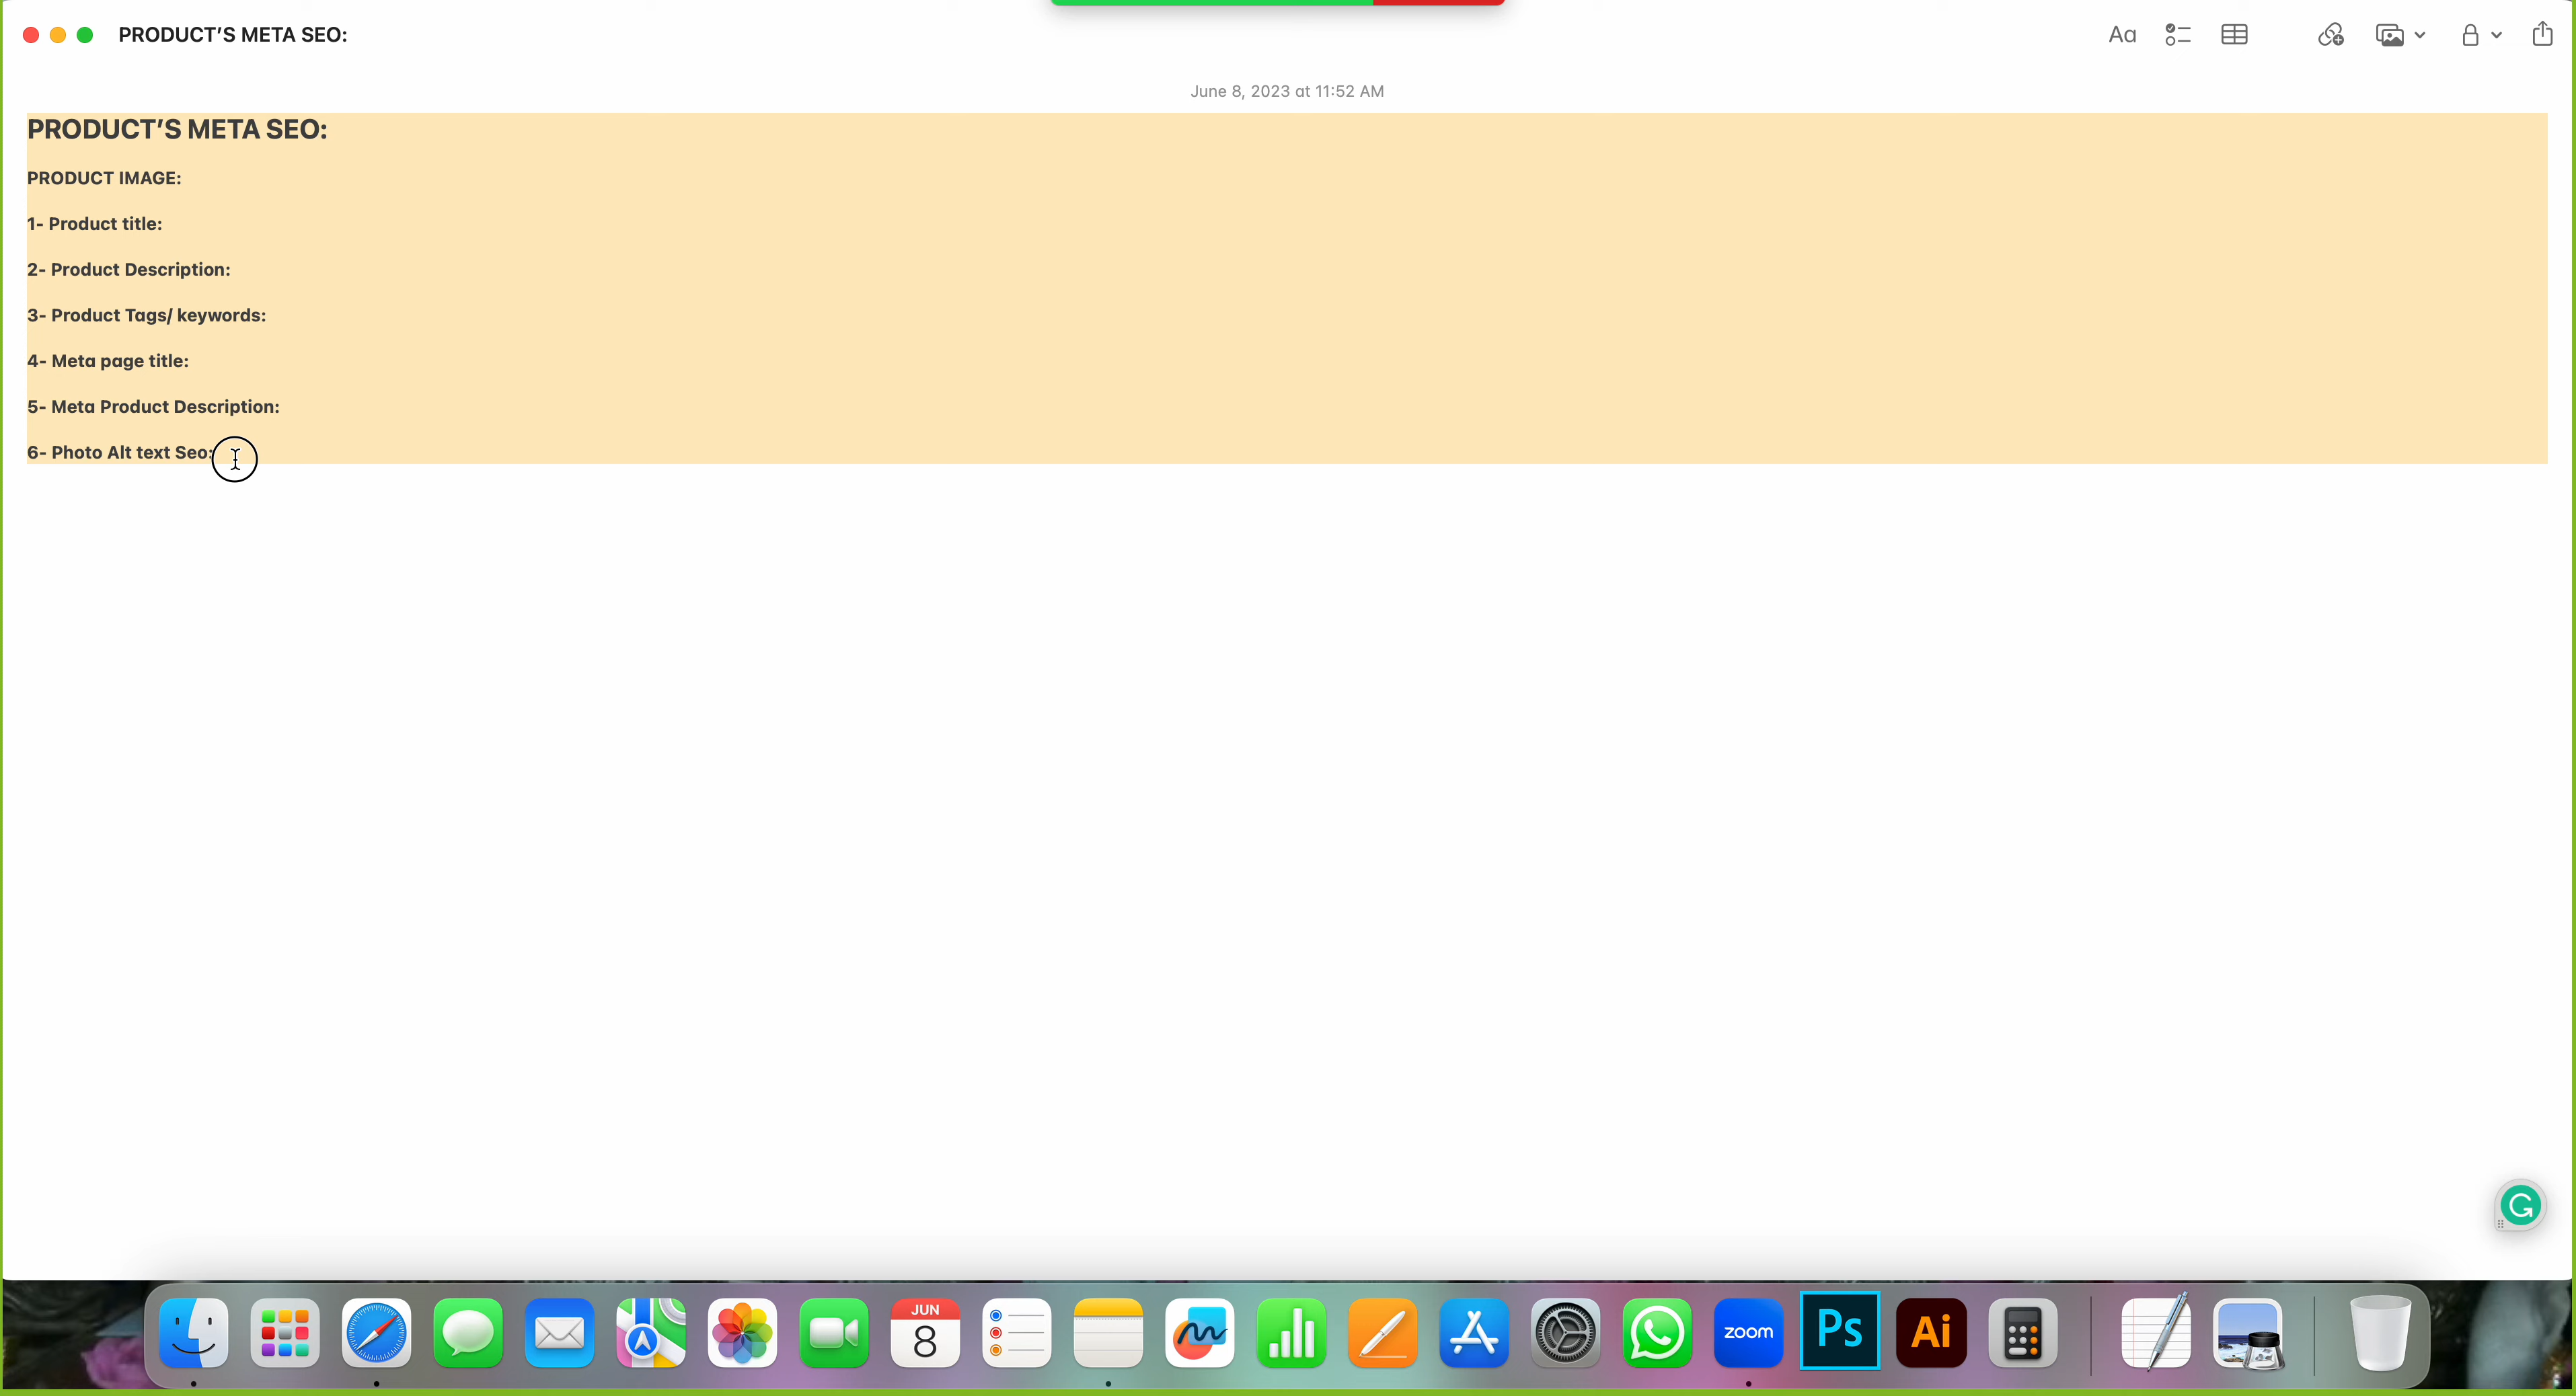 PRODUCT’S META SEO:
Aa
June 8, 2023 at 11:52 AM
PRODUCT’S META SEO:
PRODUCT IMAGE:
1- Product title:
2- Product Description:
3- Product Tags/ keywords:
4- Meta page title:
5- Meta Product Description:
6- Photo Alt text Seo:
JUN
8
zoom
Ps
Ai